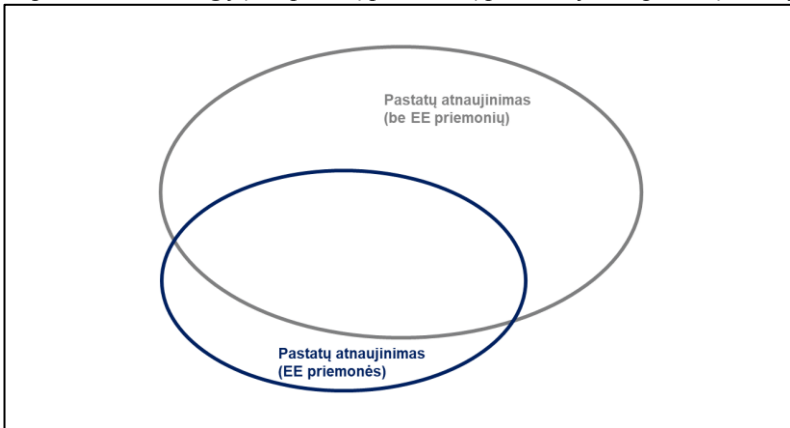 Pastatų atnaujinimas
(be EE priemonių)
Pastatų atnaujinimas
(EE priemonės)